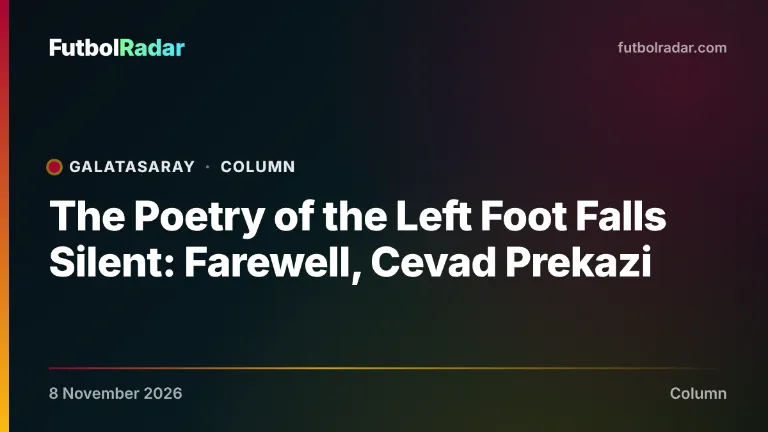 FutbolRadar
futbolradar.com
GALATASARAY · COLUMN
The Poetry of the Left Foot Falls
Silent: Farewell, Cevad Prekazi
8 November 2026
Column